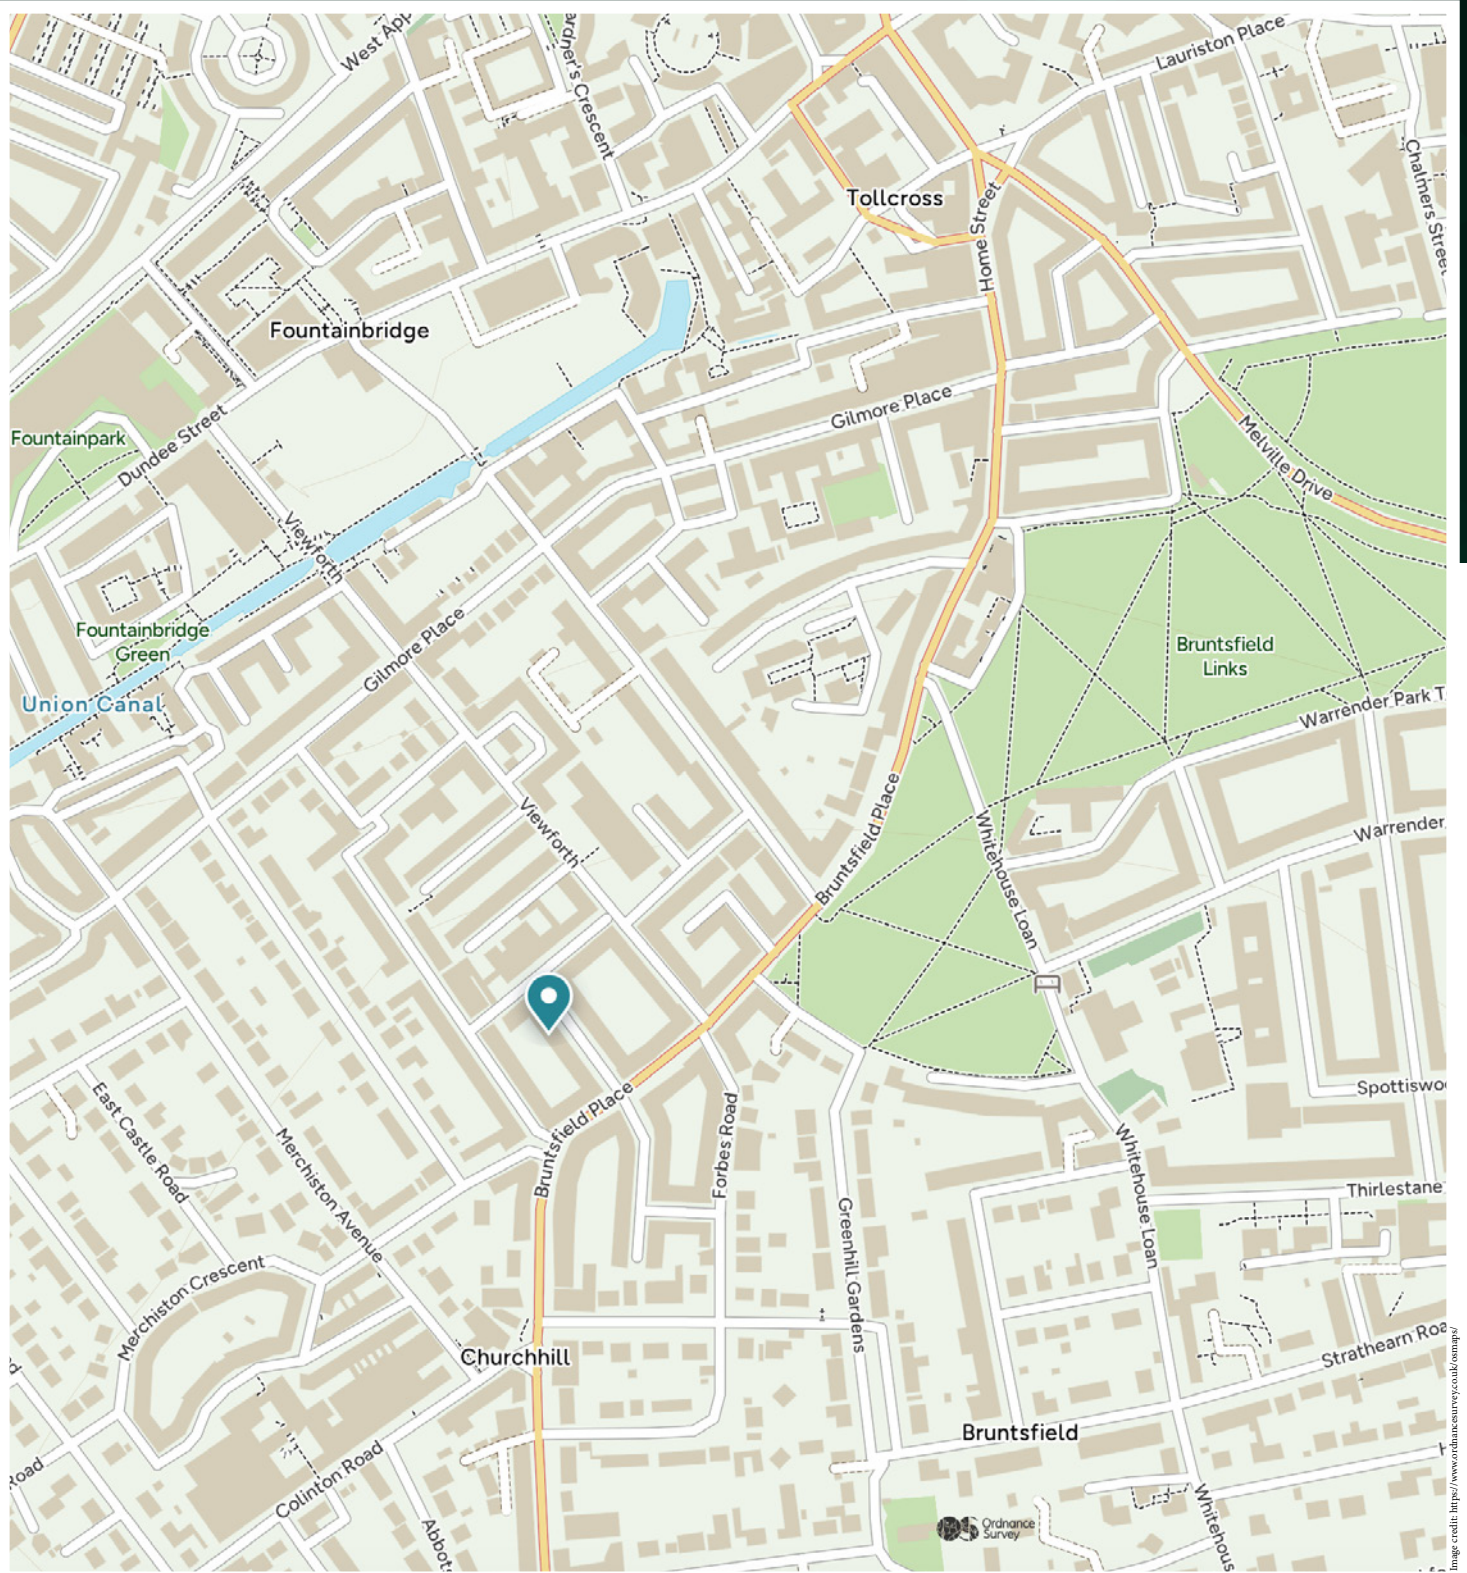 West App
Gardner's Crescent
Lauriston Place
Chalmers Street
Tollcross
Home Street
Fountainbridge
Fountainpark
Dundee Street
Gilmore Place
Melville Drive
Viewforth
Fountainbridge
Green
Gilmore Place
Bruntsfield
Links
Union Canal
Warrender Park T
Bruntsfield Place
Viewforth
Whitehouse Loan
Warrender
Spottiswoo
East Castle Road
Merchiston Avenue
Bruntsfield Place
Forbes Road
Whitehouse Loan
Thirlestane
Greenhill Gardens
Merchiston Crescent
Strathearn Roa
Churchhill
Bruntsfield
Road
Colinton Road
Abbots
Whitehous
Ordnance
Survey
Image credit: https://www.ordnancesurvey.co.uk/osmaps/